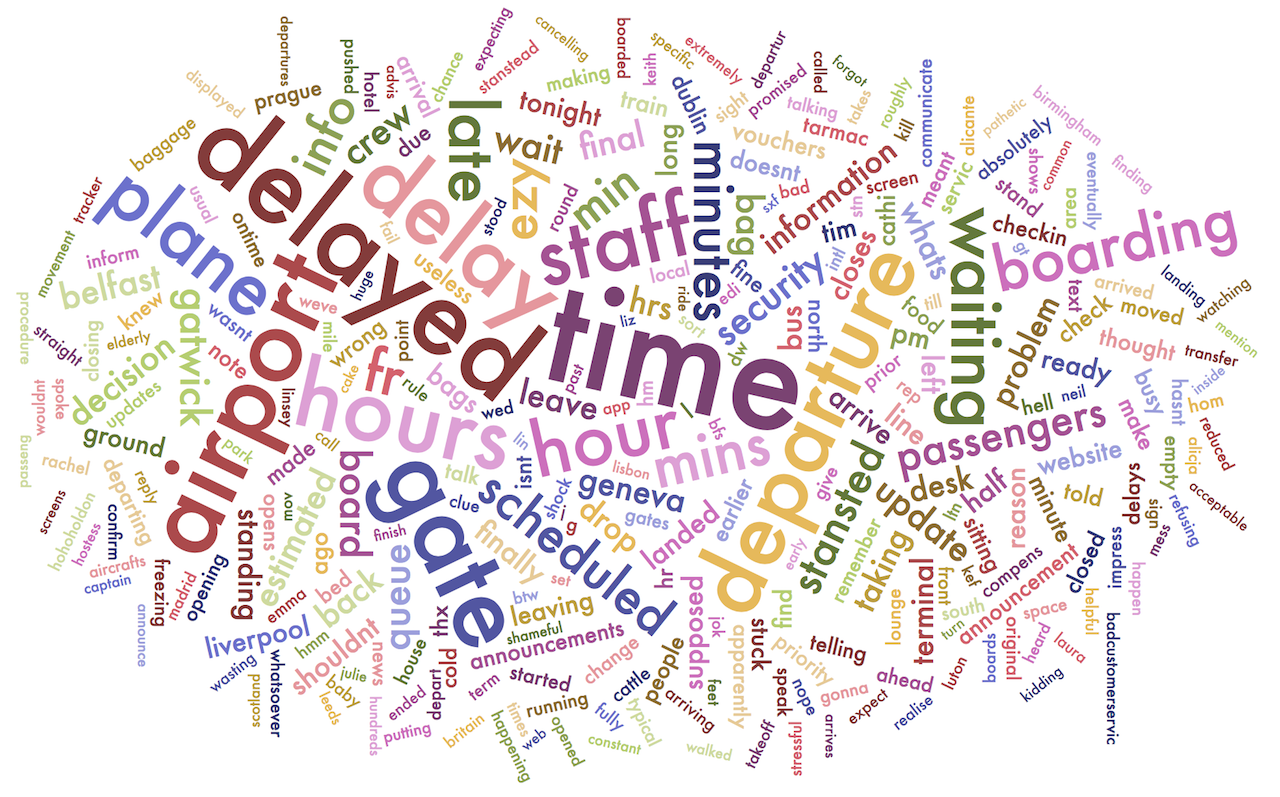 time
delayed
delay
airport
departure
hours
gate
hour
staff
waiting
plane
boarding
scheduled
late
minutes
mins
passengers
info
crew
ezy
wait
min
security
stansted
update
board
gatwick
decision
estimated
queue
belfast
information
problem
geneva
fr
hrs
leave
liverpool
back
shouldnt
landed
supposed
terminal
taking
desk
half
drop
final
tonight
bag
bus
pm
arrive
line
left
prague
baggage
displayed
departures
pushed
hotel
advis
arrival
chance
expecting
stanstead
cancelling
making
boarded
keith
specific
extremely
departur
promised
called
forgot
takes
talking
roughly
kill
communicate
alicante
pathetic
birmingham
absolutely
shows
common
eventually
finding
stand
area
servic
meant
screen
tarmac
vouchers
sight
dublin
train
long
doesnt
sxf
bad
stn
cathi
whats
tim
closes
intl
fine
edi
north
local
ride
sort
dw
liz
round
stood
due
fail
useless
ontime
usual
tracker
movement
inform
huge
weve
wasnt
knew
elderly
closing
procedure
straight
wouldnt
spoke
updates
note
mile
wrong
point
cake
rule
bags
wed
past
app
hm
bfs
lin
isnt
lisbon
shock
gates
ig
clue
talk
finish
call
linsey
park
made
ground
passeng
rachel
screens
departing
reply
confirm
hohoholdon
hostess
aircrafts
captain
freezing
madrid
opening
announce
standing
opens
mov
ago
emma
bed
hmm
wasting
whatsoever
scotland
julie
baby
leeds
news
hundreds
house
putting
ended
depart
cold
thx
term
announcements
shameful
leaving
btw
set
finally
started
britain
times
happening
web
running
opened
fully
constant
cattle
change
typical
people
arriving
walked
feet
jok
hr
earlier
apparently
stuck
takeoff
speak
stressful
nope
arrives
priority
telling
gonna
expect
ahead
realise
luton
find
early
give
remember
lounge
front
kef
ltn
sitting
south
turn
compens
announcement
boards
original
space
heard
laura
kidding
helpful
badcustomerservic
closed
impress
happen
mess
sign
refusing
delays
empty
acceptable
alicja
reduced
hom
inside
hasnt
busy
make
told
website
minute
reason
neil
hell
ready
rep
prior
food
till
checkin
gt
text
check
arrived
moved
landing
watching
mention
transfer
thought